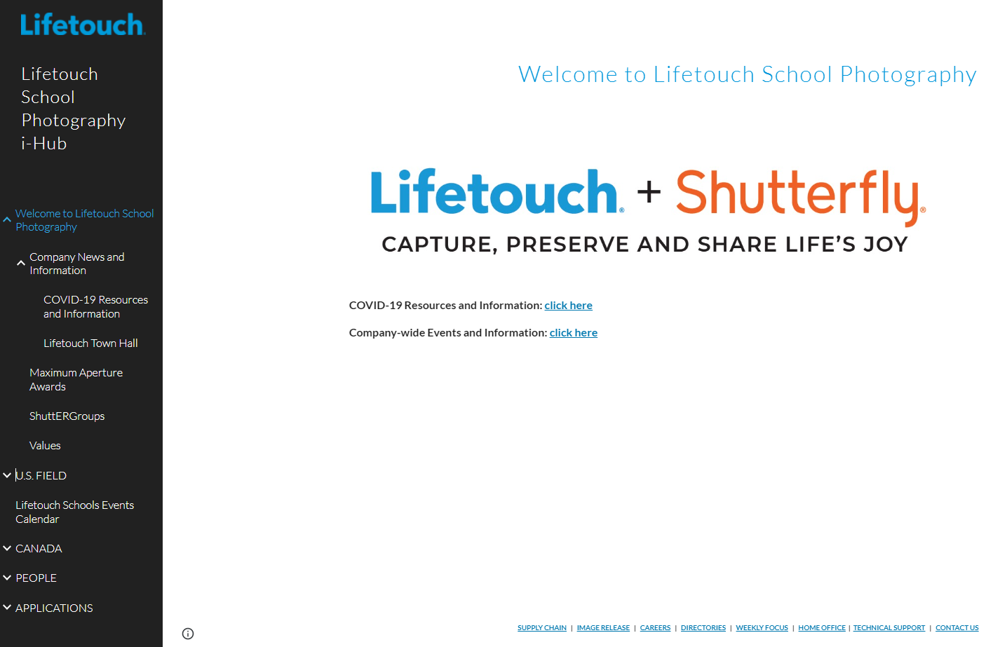 Lifetouch.
Lifetouch
School
Photography
i-Hub
Welcome to Lifetouch School
Photography
Company News and
Information
COVID-19 Resources
and Information
Lifetouch Town Hall
Maximum Aperture
Awards
ShuttERGroups
Values
U.S. FIELD
Lifetouch Schools Events
Calendar
CANADA
PEOPLE
APPLICATIONS
Welcome to Lifetouch School Photography
Lifetouch® + Shutterfly®
CAPTURE, PRESERVE AND SHARE LIFE’S JOY
COVID-19 Resources and Information: click here
Company-wide Events and Information: click here
SUPPLY CHAIN | IMAGE RELEASE | CAREERS | DIRECTORIES | WEEKLY FOCUS | HOME OFFICE | TECHNICAL SUPPORT | CONTACT US